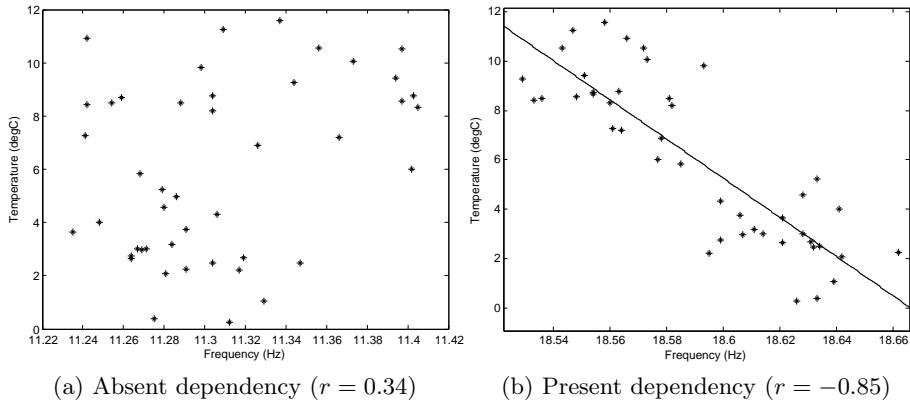 12
10
8
6
4
2
0
Temperature (degC)
11.22 11.24 11.26 11.28 11.3 11.32 11.34 11.36 11.38 11.4 11.42
Frequency (Hz)
(a) Absent dependency (r = 0.34)
12
10
8
6
4
2
0
Temperature (degC)
18.54 18.56 18.58 18.6 18.62 18.64 18.66
Frequency (Hz)
(b) Present dependency (r = −0.85)